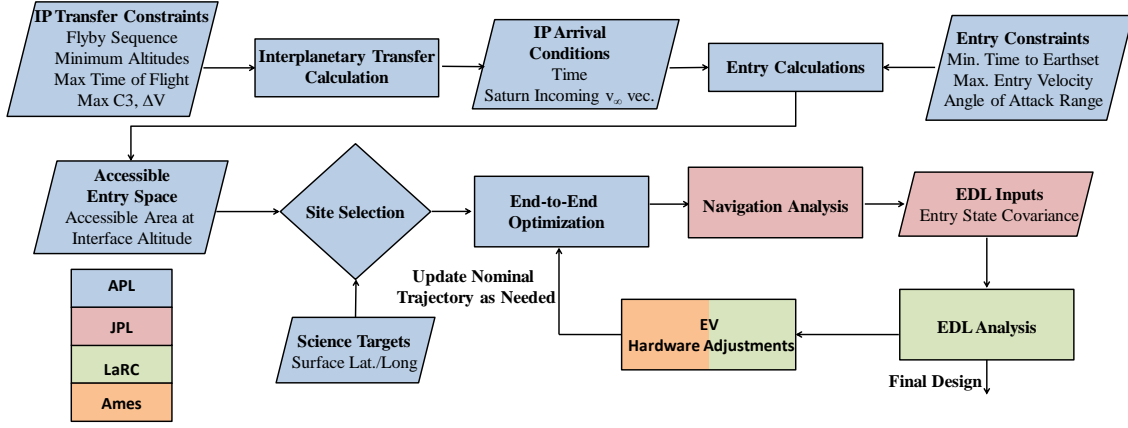 IP Transfer Constraints
Flyby Sequence
Minimum Altitudes
Max Time of Flight
Max C3, ΔV
Interplanetary Transfer
Calculation
IP Arrival
Conditions
Time
Saturn Incoming v∞ vec.
Entry Calculations
Entry Constraints
Min. Time to Earthset
Max. Entry Velocity
Angle of Attack Range
Accessible
Entry Space
Accessible Area at
Interface Altitude
Site Selection
End-to-End
Optimization
Navigation Analysis
EDL Inputs
Entry State Covariance
Update Nominal
Trajectory as Needed
Science Targets
Surface Lat./Long
EV
Hardware Adjustments
EDL Analysis
Final Design
APL
JPL
LaRC
Ames